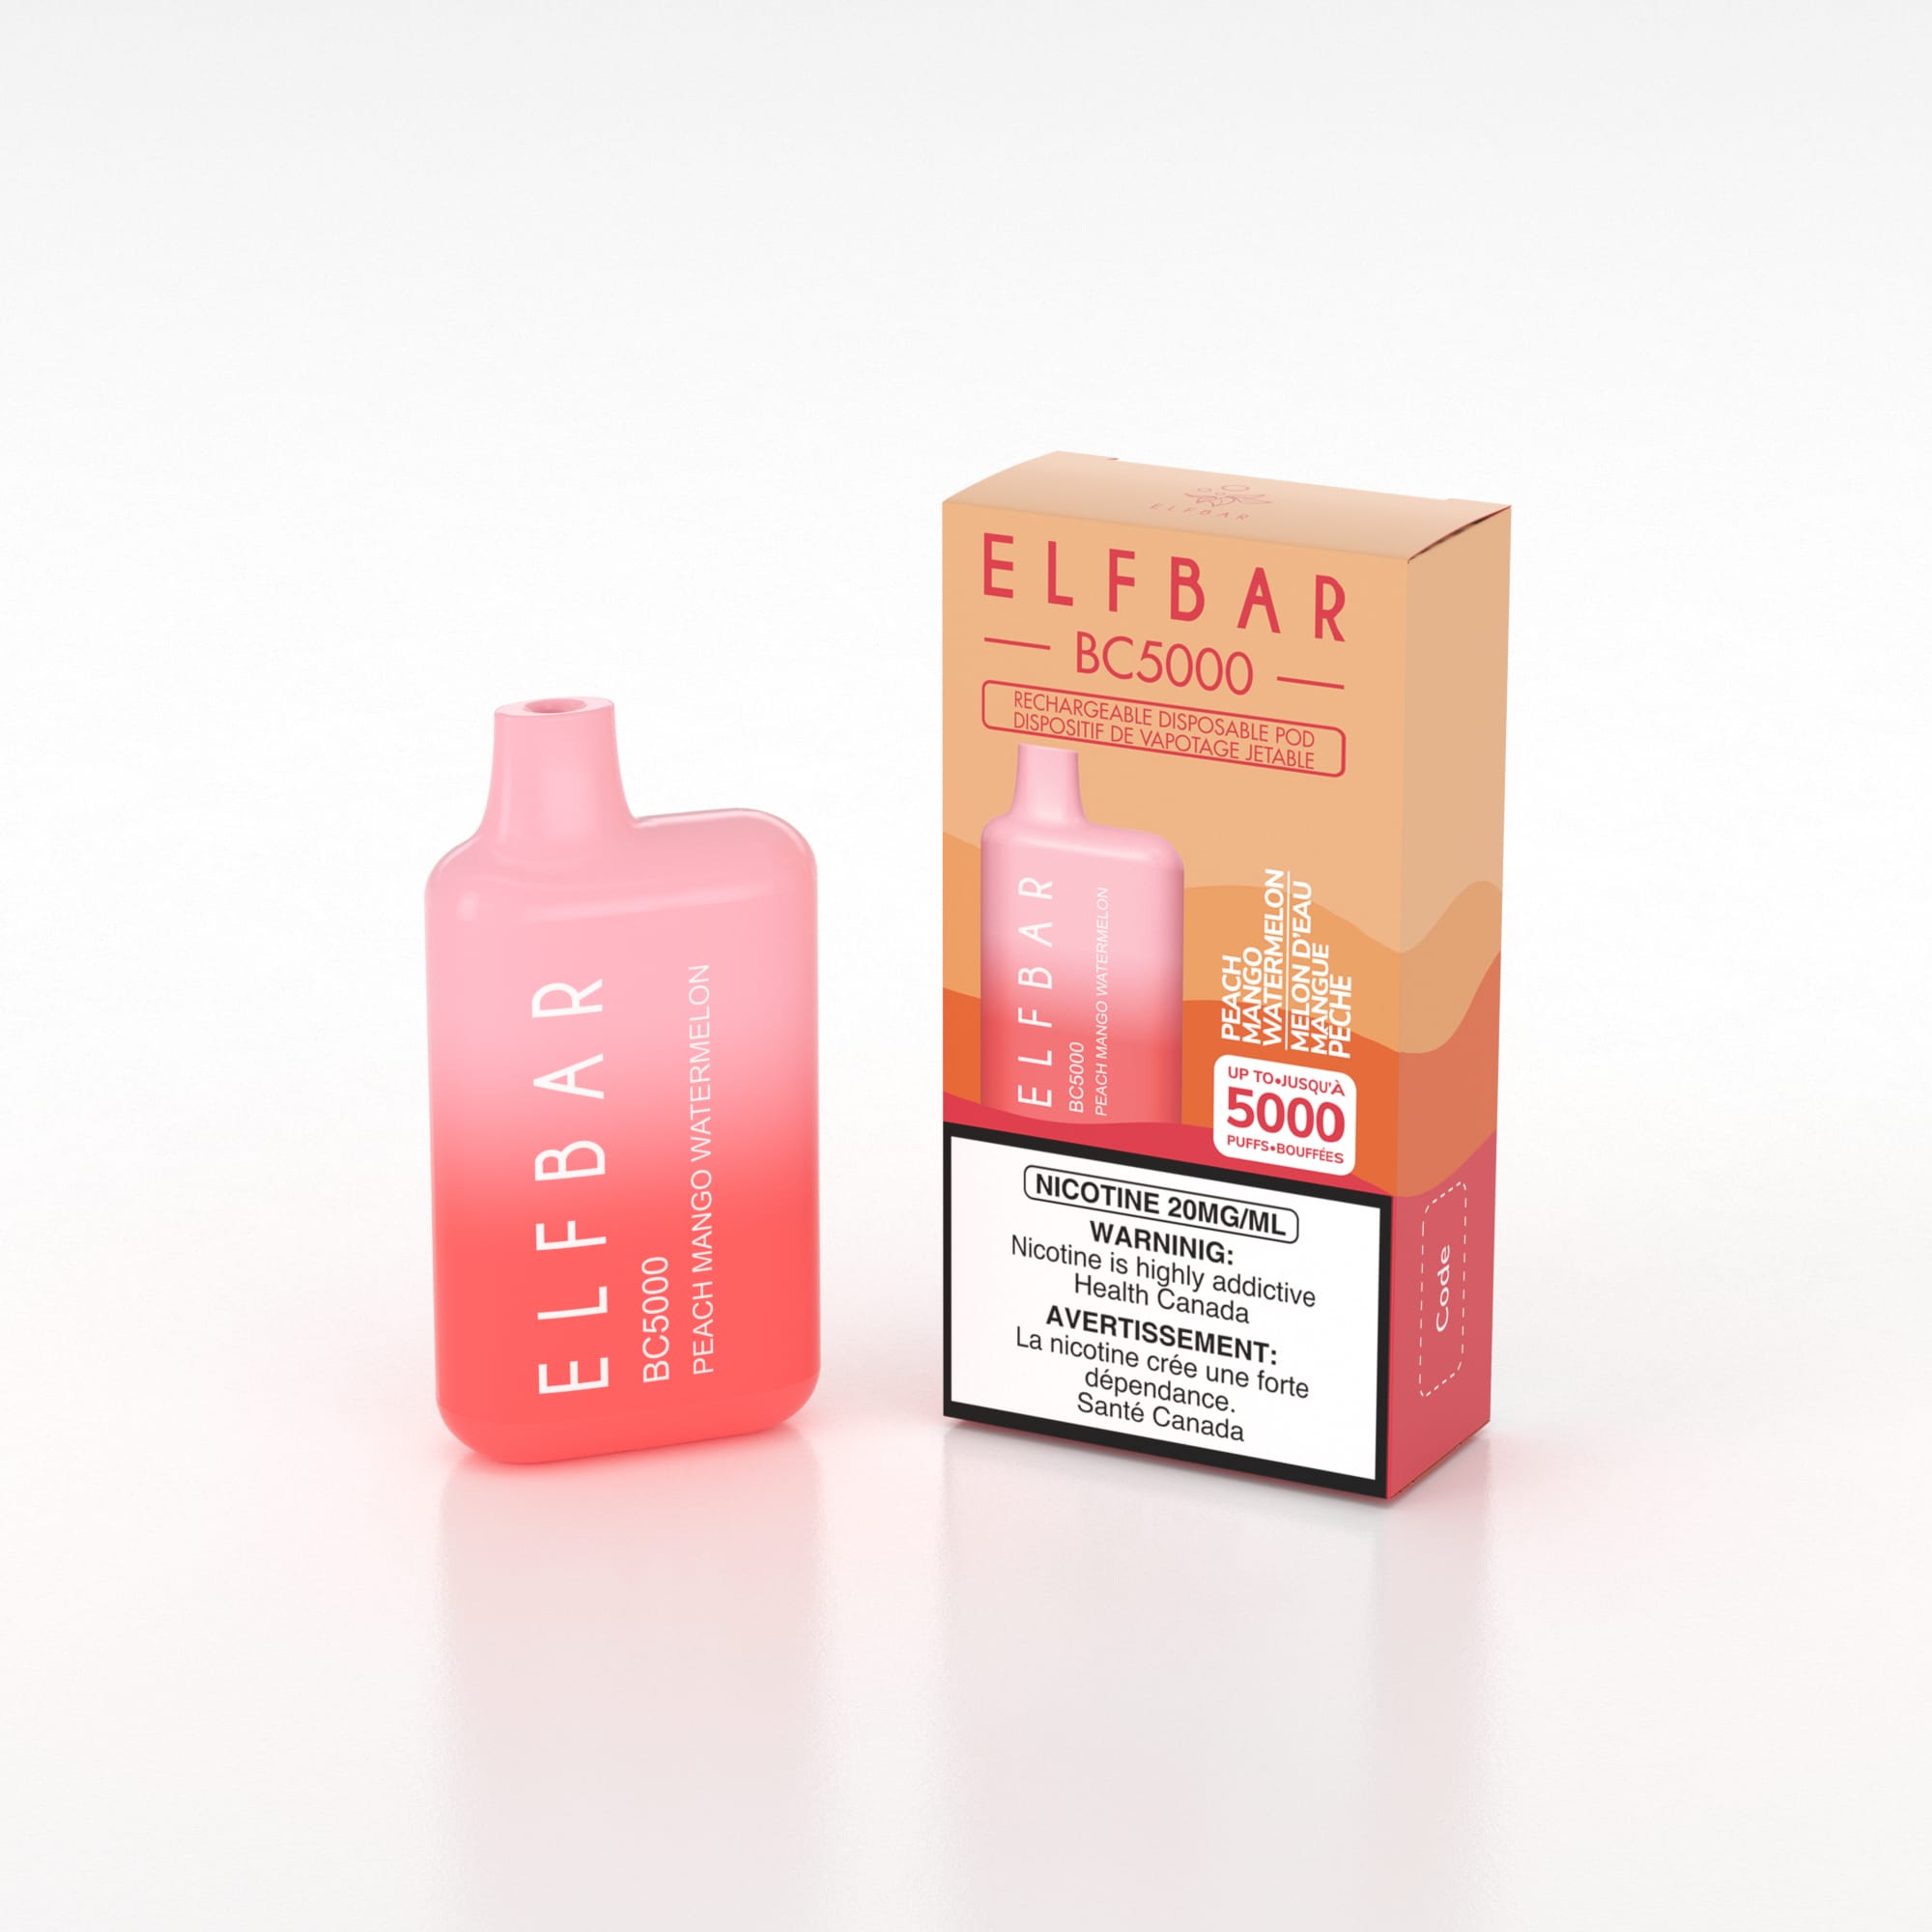 ELFBAR
BC5000
PEACH MANGO WATERMELON
ELFBAR
ELFBAR
BC5000
RECHARGEABLE DISPOSABLE POD
DISPOSITIF DE VAPOTAGE JETABLE
ELFBAR
BC5000
PEACH MANGO WATERMELON
PEACH
MANGO
WATERMELON
MELON D'EAU
MANGUE
PECHE
UP TO•JUSQU'À
5000
PUFFS•BOUFFÉES
NICOTINE 20MG/ML
WARNINIG:
Nicotine is highly addictive
Health Canada
AVERTISSEMENT:
La nicotine crée une forte
dépendance.
Santé Canada
Code